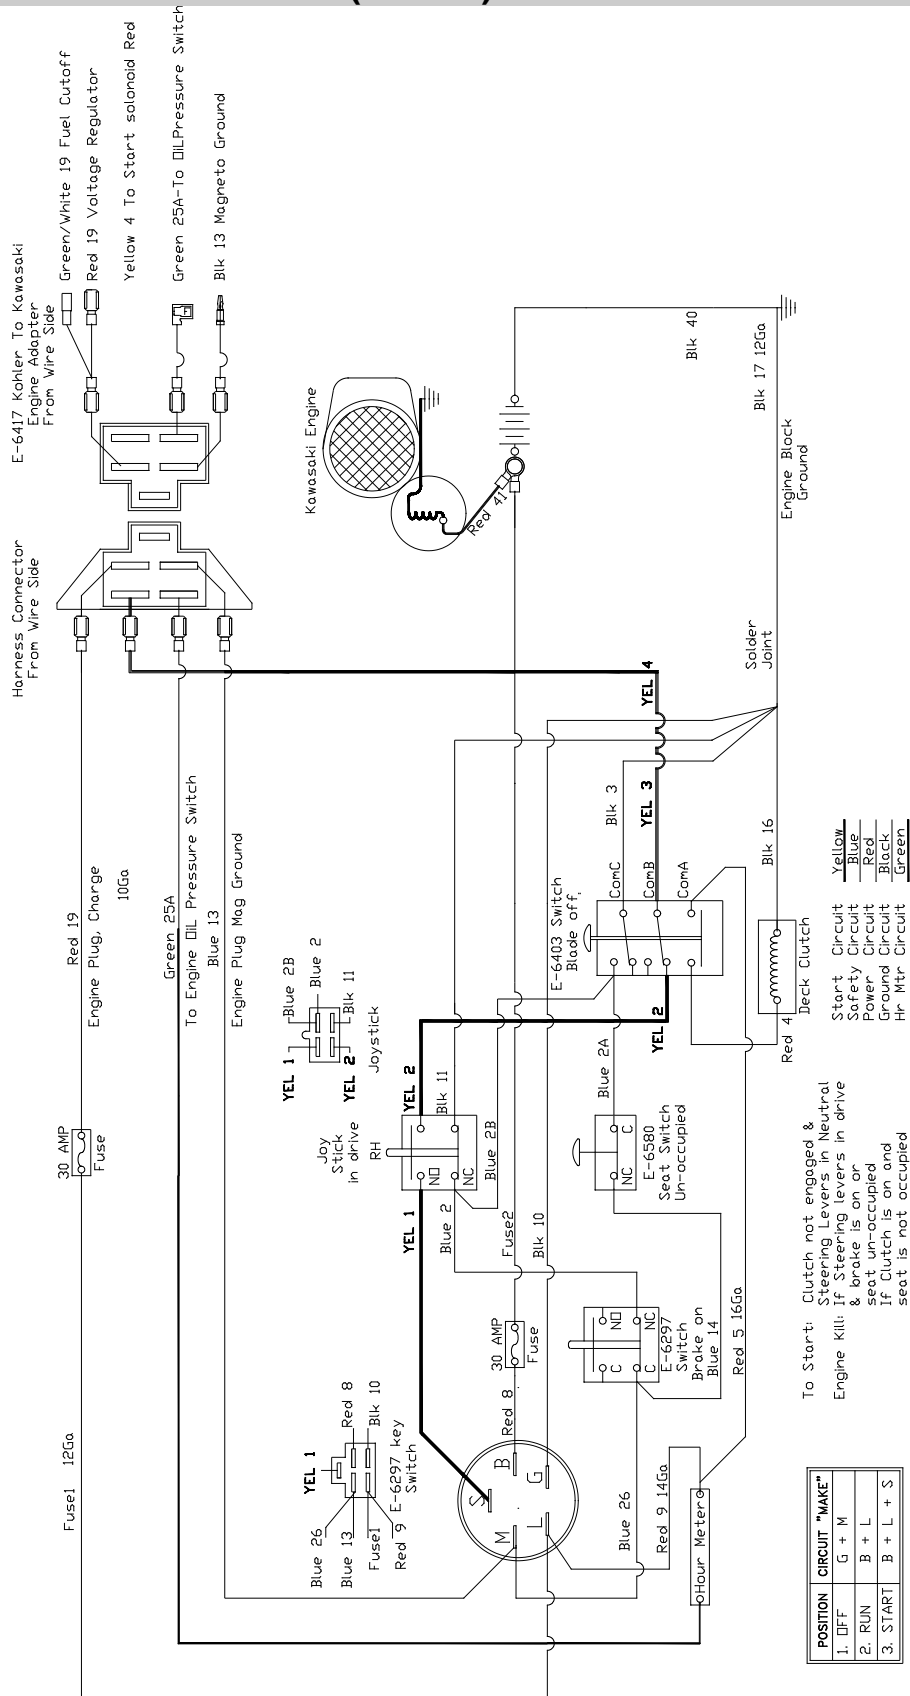 E-6417 Kohler To Kawasaki
Engine Adapter
From Wire Side
Green/White 19 Fuel Cutoff
Red 19 Voltage Regulator
Yellow 4 To Start solonoid Red
Green 25A-To OiLPressure Switch
Blk 13 Magneto Ground
Harness Connector
From Wire Side
Kawasaki Engine
Red 41
Blk 40
Blk 17 12Ga
Engine Block
Ground
Solder
Joint
Red 19
Engine Plug, Charge
10Ga
Green 25A
To Engine OiL Pressure Switch
Blue 13
Engine Plug Mag Ground
YEL 4
YEL 3
Blk 3
ComC
ComB
ComA
E-6403 Switch
Blade off.
Blk 16
Deck Clutch
Red 4
Blue 2B
Blue 2
YEL 1
YEL 2
Blk 11
Joystick
YEL 2
Blk 11
Joy
Stick
in drive
RH
NO
NC
Blue 2B
YEL 2
Blue 2A
C
NC
E-6580
Seat Switch
Un-occupied
30 AMP
Fuse
YEL 1
Blue 2
Fuse2
Blk 10
30 AMP
Fuse
NO
NC
C
C
E-6297
Switch
Brake on
Blue 14
Red 5 16Ga
Fuse1 12Ga
YEL 1
Red 8
Blk 10
Blue 26
Blue 13
Fuse1
Red 9
E-6297 key
Switch
Red 8
S
B
M
G
L
Blue 26
Red 9 14Ga
Hour Meter
Start Circuit Yellow
Safety Circuit Blue
Power Circuit Red
Ground Circuit Black
Hr Mtr Circuit Green
To Start: Clutch not engaged &
Steering Levers in Neutral
Engine Kill: If Steering levers in drive
& brake is on or
seat un-occupied
If Clutch is on and
seat is not occupied
POSITION CIRCUIT "MAKE"
1. OFF G + M
2. RUN B + L
3. START B + L + S